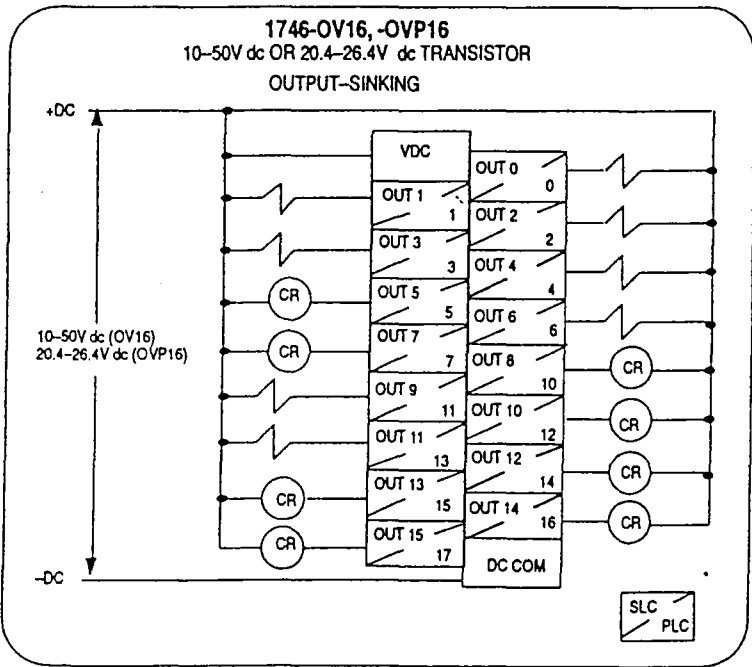 1746-OV16, -OVP16
10–50V dc OR 20.4–26.4V dc TRANSISTOR
OUTPUT–SINKING
+DC
VDC
OUT 0
0
OUT 1
1
OUT 2
2
OUT 3
3
OUT 4
4
OUT 5
5
CR
OUT 6
6
10–50V dc (OV16)
20.4–26.4V dc (OVP16)
OUT 7
7
CR
OUT 8
10
CR
OUT 9
11
OUT 10
12
CR
OUT 11
13
OUT 12
14
CR
OUT 13
15
CR
OUT 14
16
CR
OUT 15
17
CR
DC COM
–DC
SLC
PLC